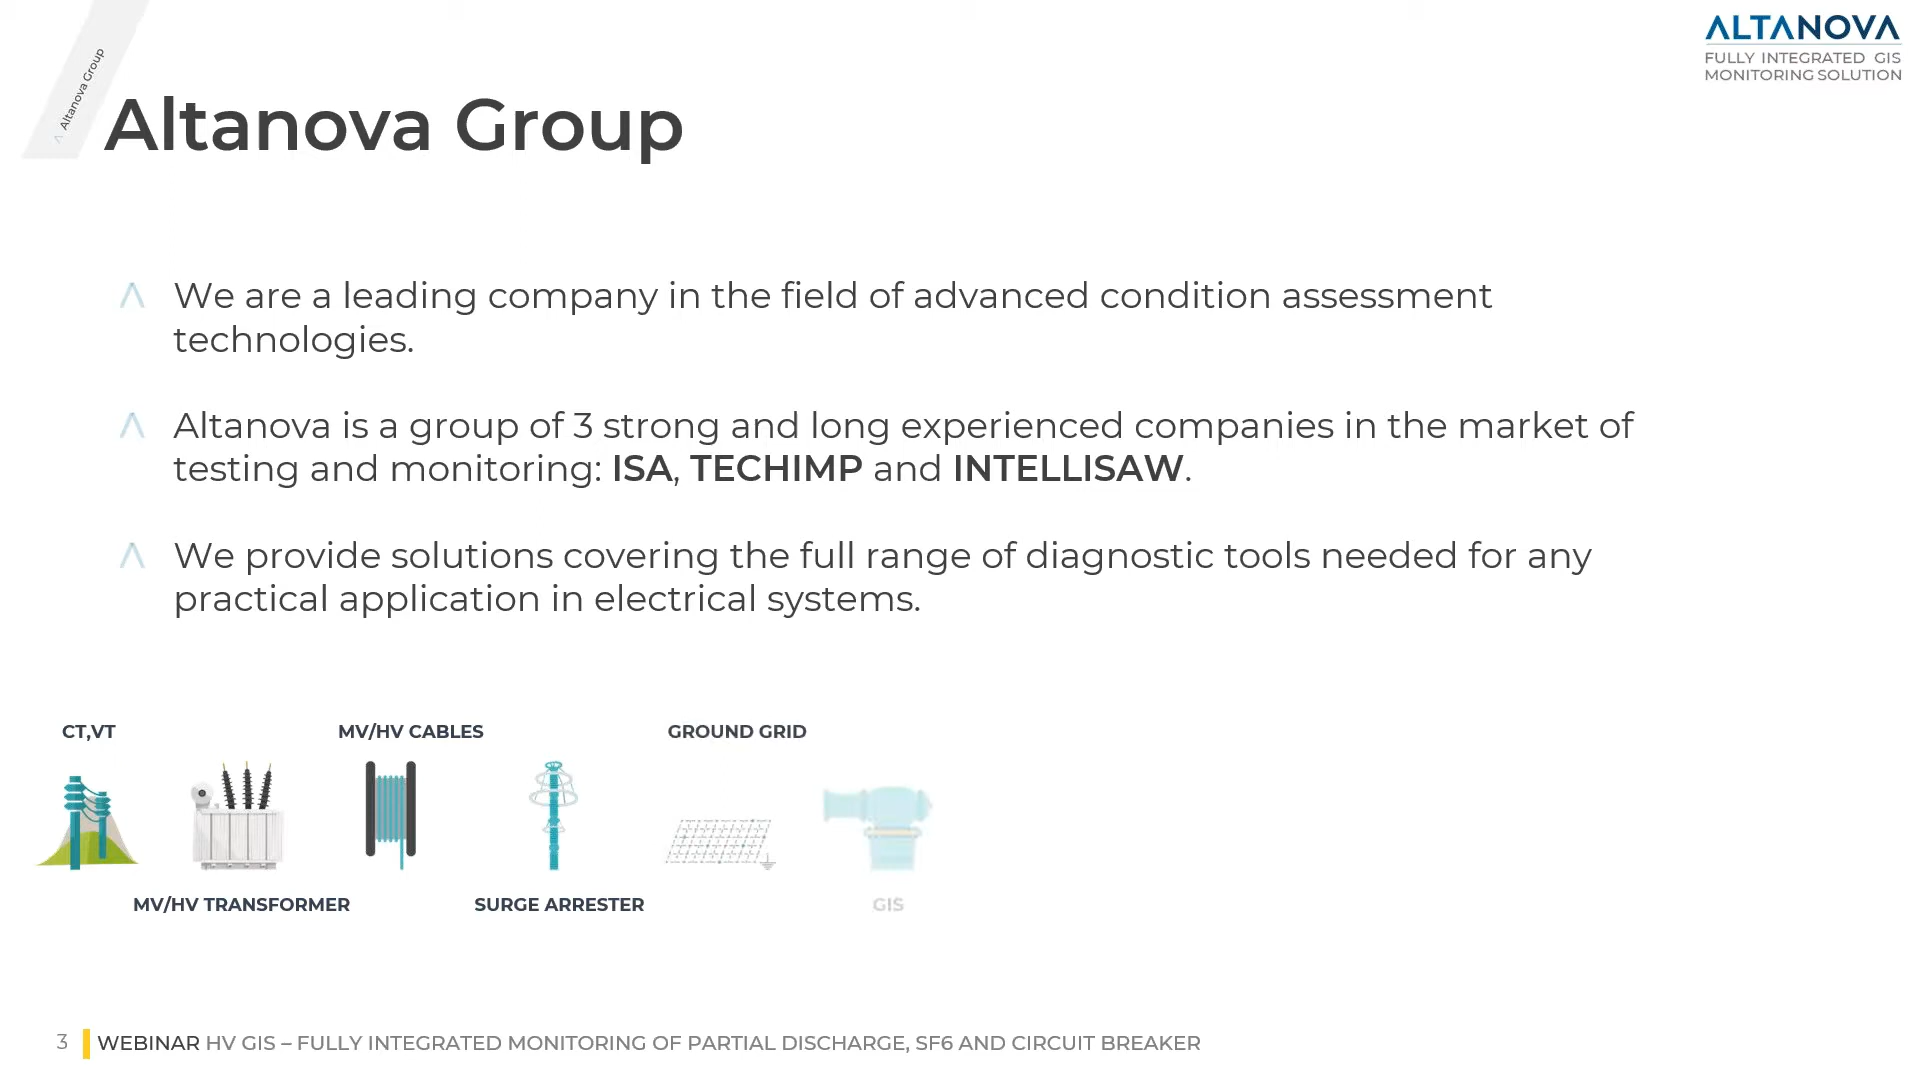 Altanova Group
ALTANOVA
FULLY INTEGRATED GIS
MONITORING SOLUTION
Altanova Group
We are a leading company in the field of advanced condition assessment
technologies.
Altanova is a group of 3 strong and long experienced companies in the market of
testing and monitoring: ISA, TECHIMP and INTELLISAW.
We provide solutions covering the full range of diagnostic tools needed for any
practical application in electrical systems.
CT,VT
MV/HV CABLES
GROUND GRID
MV/HV TRANSFORMER
SURGE ARRESTER
GIS
3 WEBINAR HV GIS – FULLY INTEGRATED MONITORING OF PARTIAL DISCHARGE, SF6 AND CIRCUIT BREAKER